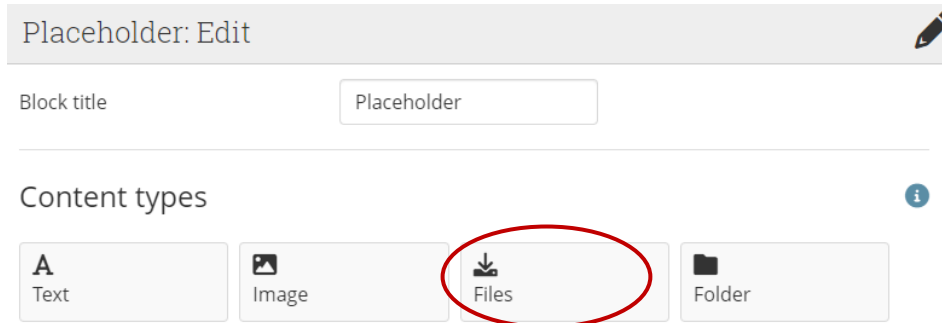 Placeholder: Edit
Block title
Placeholder
Content types
Text
Image
Files
Folder